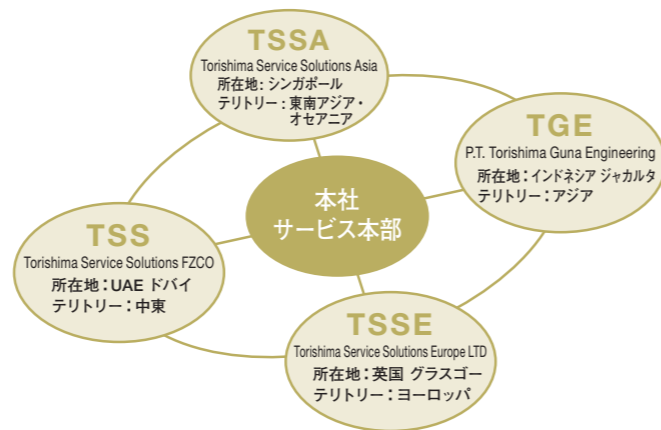 TSSA
Torishima Service Solutions Asia
所在地：シンガポール
テリトリー：東南アジア・
オセアニア
TGE
P.T. Torishima Guna Engineering
所在地：インドネシア ジャカルタ
テリトリー：アジア
本社
サービス本部
TSS
Torishima Service Solutions FZCO
所在地：UAE ドバイ
テリトリー：中東
TSSE
Torishima Service Solutions Europe LTD
所在地：英国 グラスゴー
テリトリー：ヨーロッパ